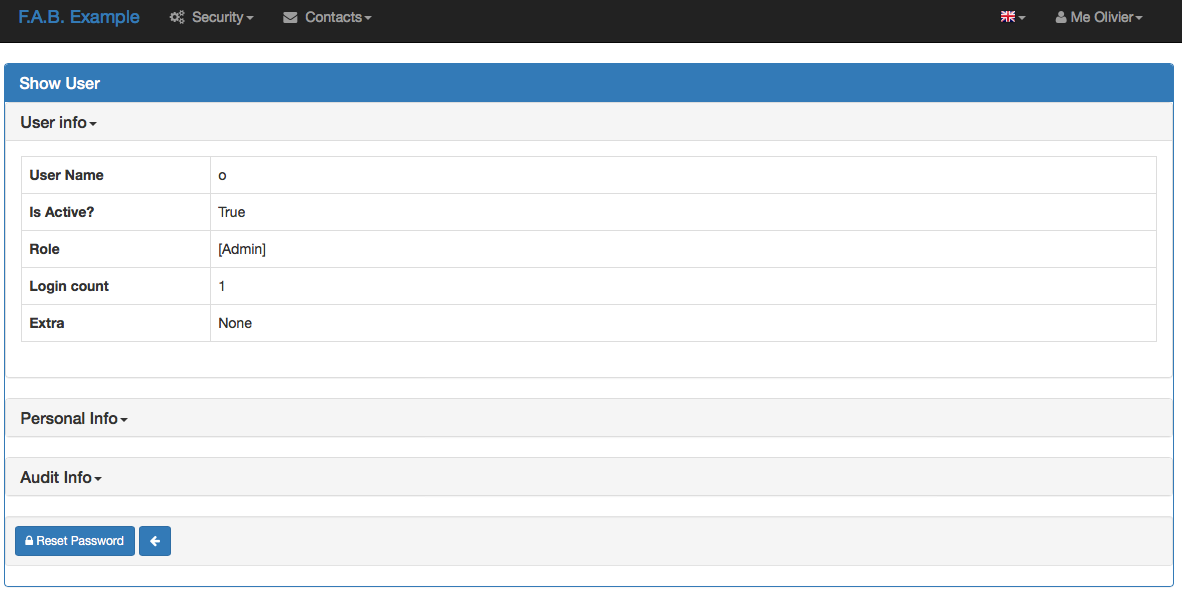 F.A.B. Example Security Contacts Me Olivier
Show User
User info
User Name o
Is Active? True
Role [Admin]
Login count 1
Extra None
Personal Info
Audit Info
Reset Password